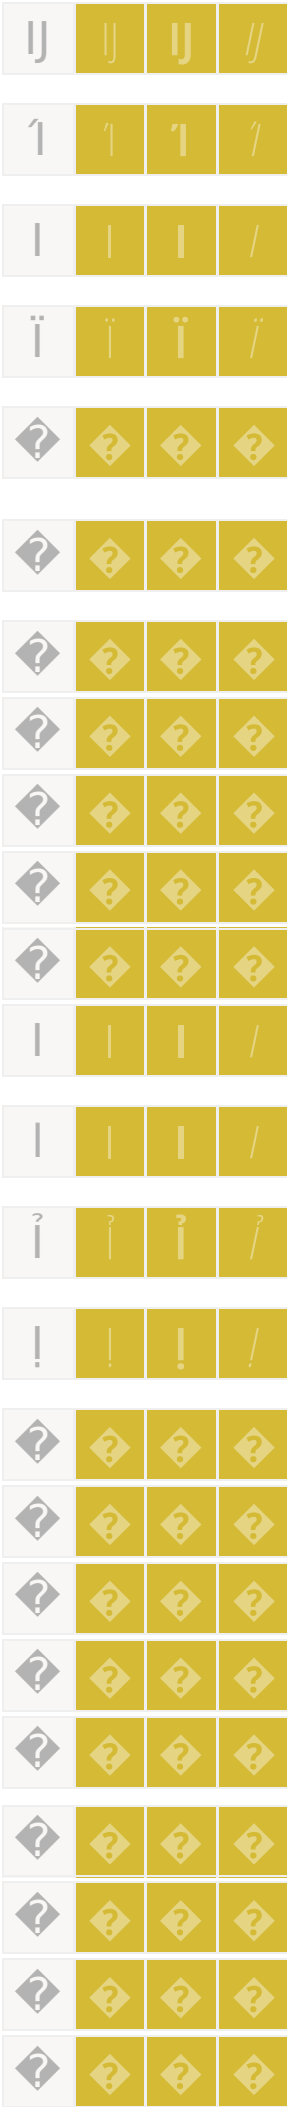 IJ IJ IJ IJ
Ί Ί Ί Ί
I I I I
Ï Ï Ï Ï
� � � �
� � � �
� � � �
� � � �
� � � �
� � � �
� � � �
I I I I
I I I I
Ỉ Ỉ Ỉ Ỉ
Ị Ị Ị Ị
� � � �
� � � �
� � � �
� � � �
� � � �
� � � �
� � � �
� � � �
� � � �